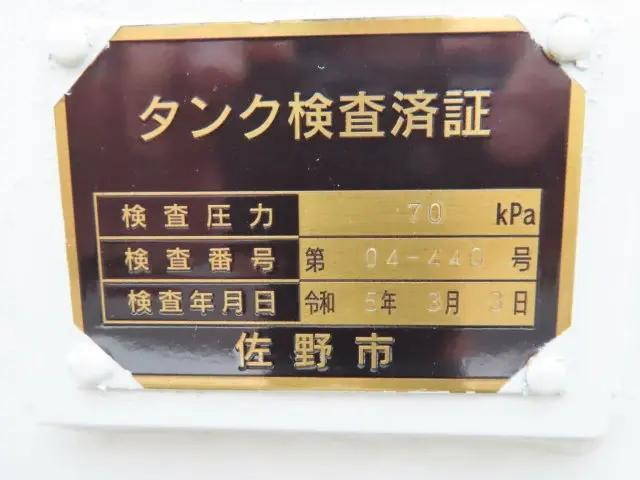 タンク検査済証
検査圧力 70 kPa
検査番号 第 04-440 号
検査年月日 令和 5年 3月 3日
佐野市